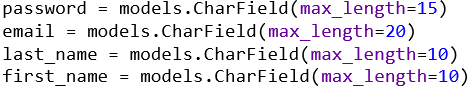 password = models.CharField(max_length=15)
email = models.CharField(max_length=20)
last_name = models.CharField(max_length=10)
first_name = models.CharField(max_length=10)